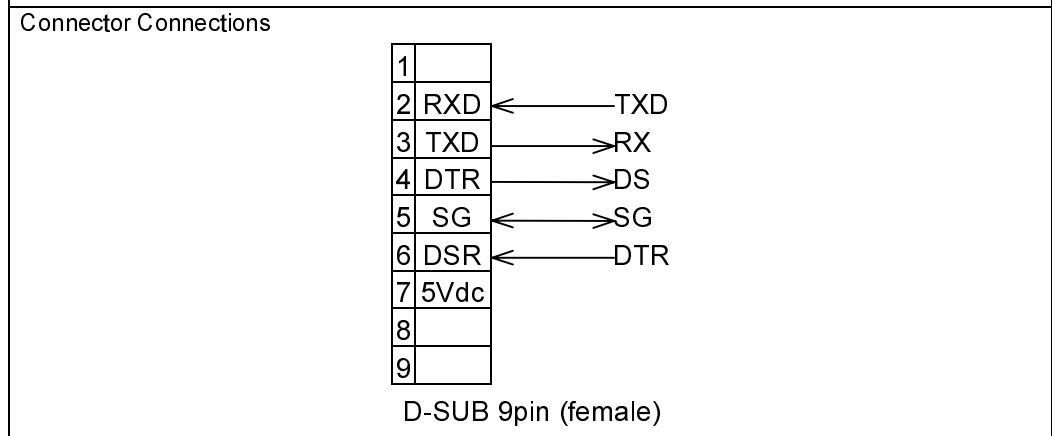 Connector Connections
1
2 RXD TXD
3 TXD RX
4 DTR DS
5 SG SG
6 DSR DTR
7 5Vdc
8
9
D-SUB 9pin (female)